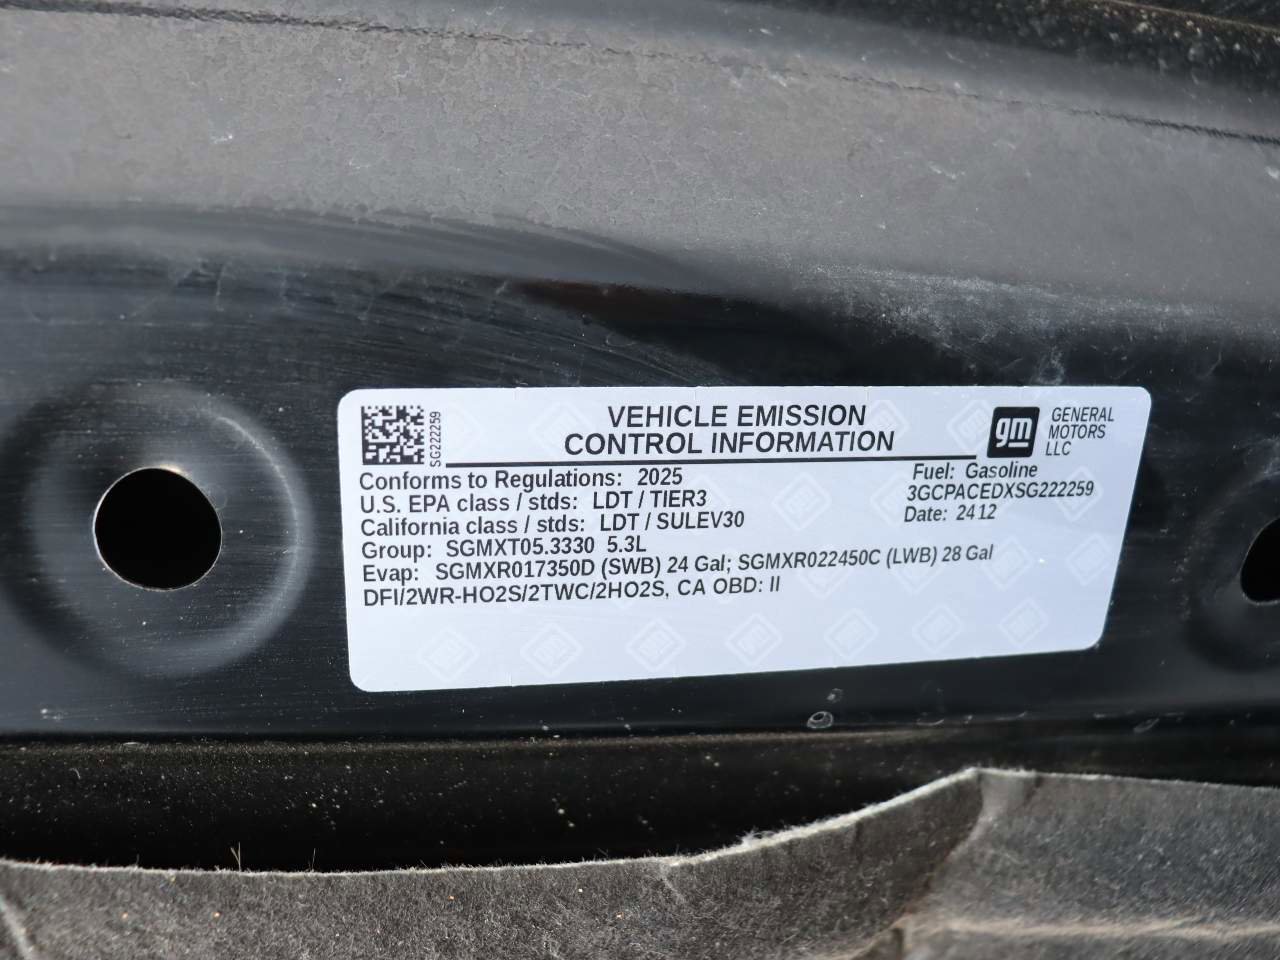 SG222259
VEHICLE EMISSION
CONTROL INFORMATION
gm
GENERAL
MOTORS
LLC
Conforms to Regulations: 2025
U.S. EPA class / stds: LDT / TIER3
California class / stds: LDT / SULEV30
Group: SGMXT05.3330 5.3L
Evap: SGMXR017350D (SWB) 24 Gal; SGMXR022450C (LWB) 28 Gal
DFI/2WR-HO2S/2TWC/2HO2S, CA OBD: II
Fuel: Gasoline
3GCPACEDXSG222259
Date: 2412